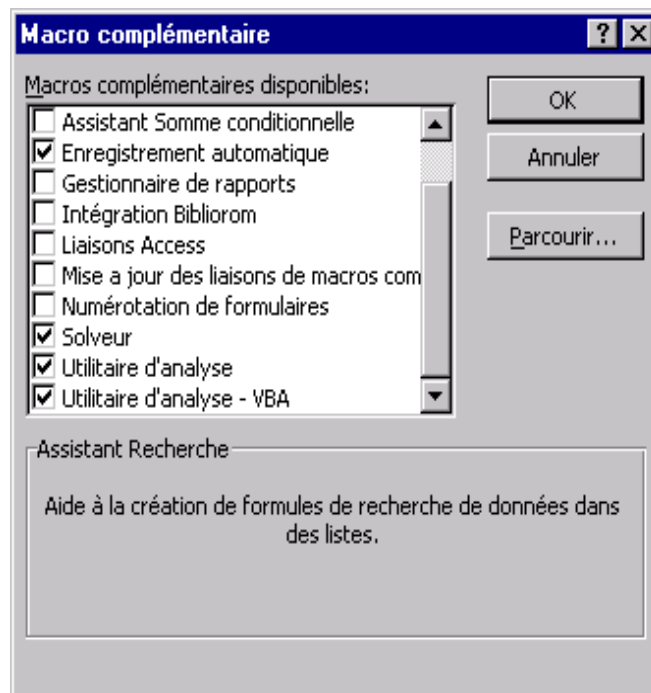 Macro complémentaire
Macros complémentaires disponibles:
Assistant Somme conditionnelle
Enregistrement automatique
Gestionnaire de rapports
Intégration Bibliorom
Liaisons Access
Mise a jour des liaisons de macros com
Numérotation de formulaires
Solveur
Utilitaire d'analyse
Utilitaire d'analyse - VBA
OK
Annuler
Parcourir...
Assistant Recherche
Aide à la création de formules de recherche de données dans
des listes.